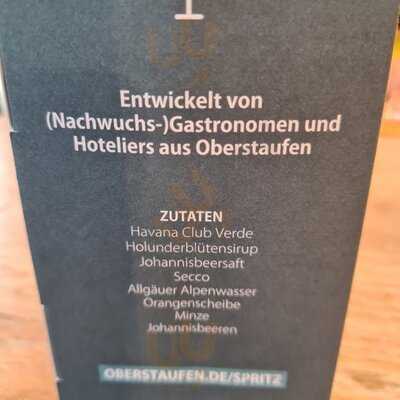 Entwickelt von
(Nachwuchs-)Gastronomen und
Hoteliers aus Oberstaufen
ZUTATEN
Havana Club Verde
Holunderblütensirup
Johannisbeersaft
Secco
Allgäuer Alpenwasser
Orangenscheibe
Minze
Johannisbeeren
OBERSTAUFEN.DE/SPRITZ